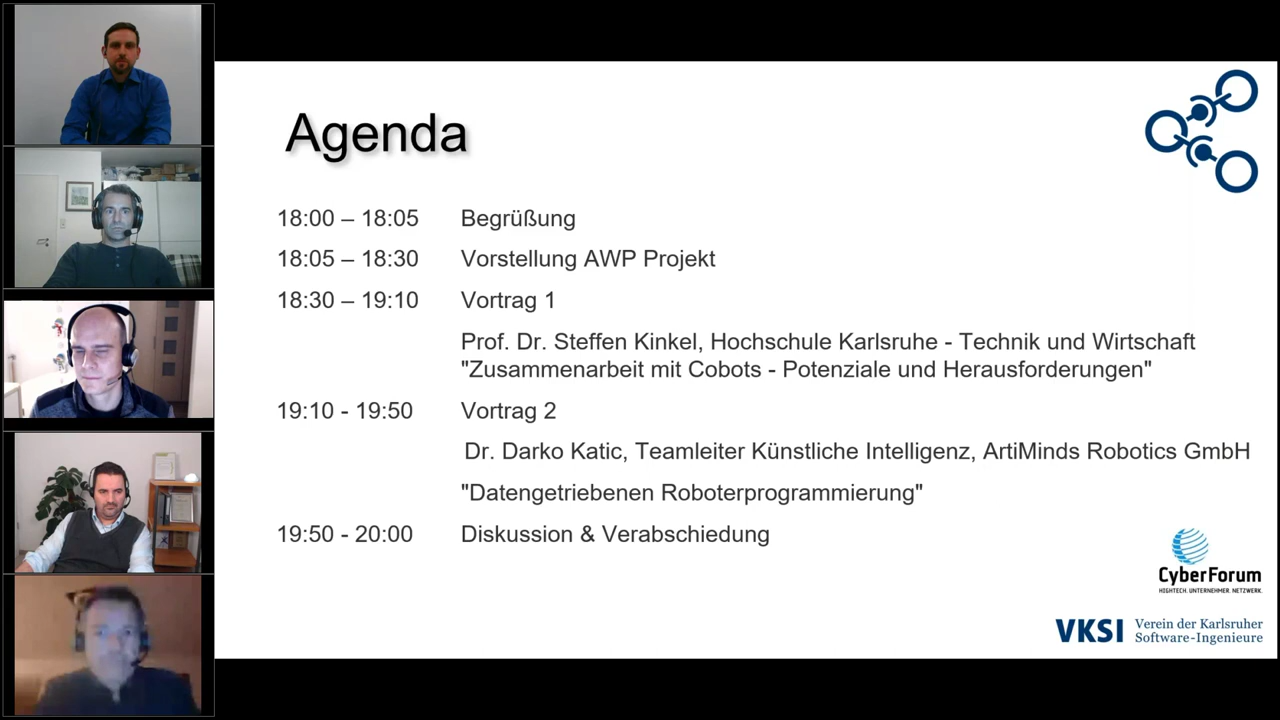 Agenda
18:00 – 18:05 Begrüßung
18:05 – 18:30 Vorstellung AWP Projekt
18:30 – 19:10 Vortrag 1
Prof. Dr. Steffen Kinkel, Hochschule Karlsruhe - Technik und Wirtschaft
"Zusammenarbeit mit Cobots - Potenziale und Herausforderungen"
19:10 - 19:50 Vortrag 2
Dr. Darko Katic, Teamleiter Künstliche Intelligenz, ArtiMinds Robotics GmbH
"Datengetriebenen Roboterprogrammierung"
19:50 - 20:00 Diskussion & Verabschiedung
CyberForum
HIGHTECH. UNTERNEHMER. NETZWERK.
VKSI Verein der Karlsruher
Software-Ingenieure